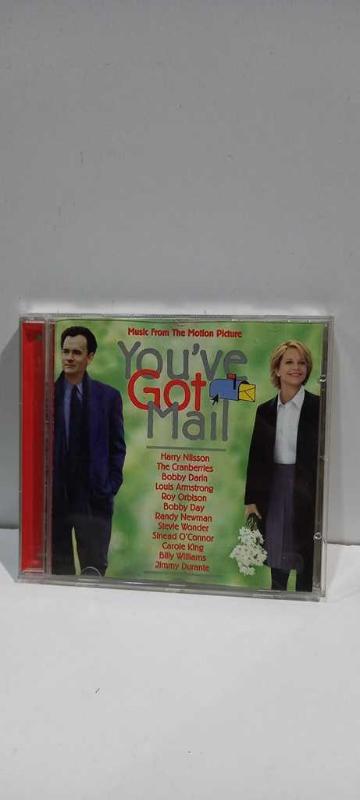 Music From The Motion Picture
You've
Got
Mail
Harry Nilsson
The Cranberries
Bobby Darin
Louis Armstrong
Roy Orbison
Bobby Day
Randy Newman
Stevie Wonder
Sinead O'Connor
Carole King
Billy Williams
Jimmy Durante